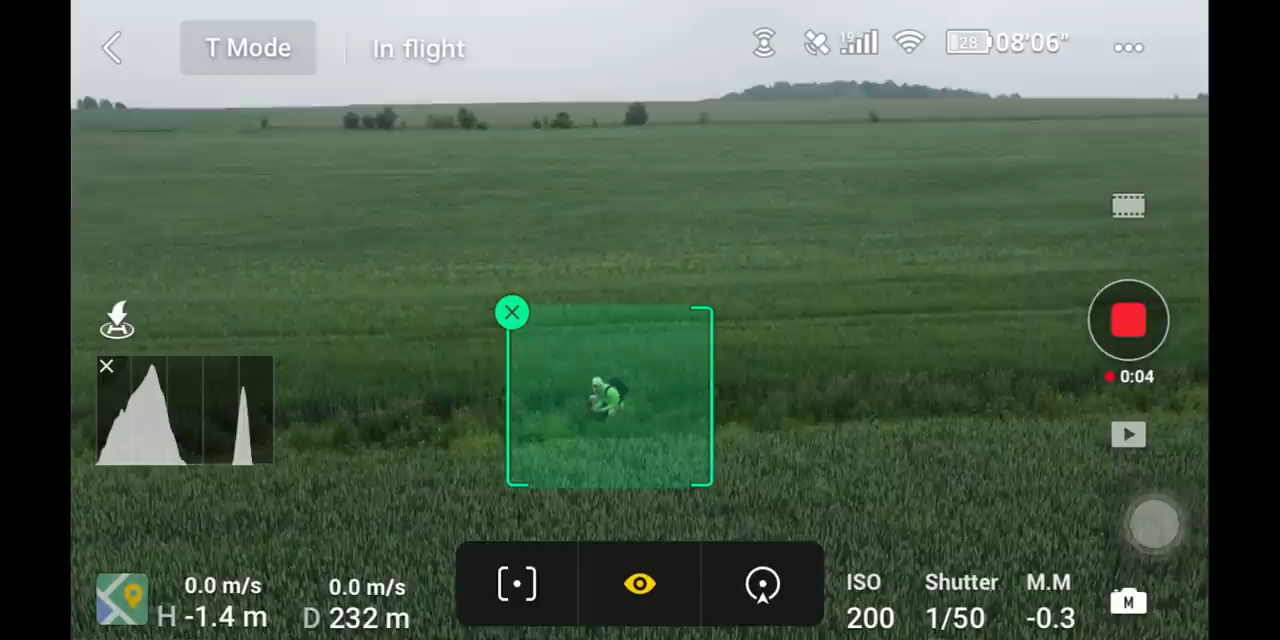 T Mode
In flight
19
28
08'06"
0:04
0.0 m/s
0.0 m/s
H -1.4 m
D 232 m
ISO
Shutter
M.M
200
1/50
-0.3
M